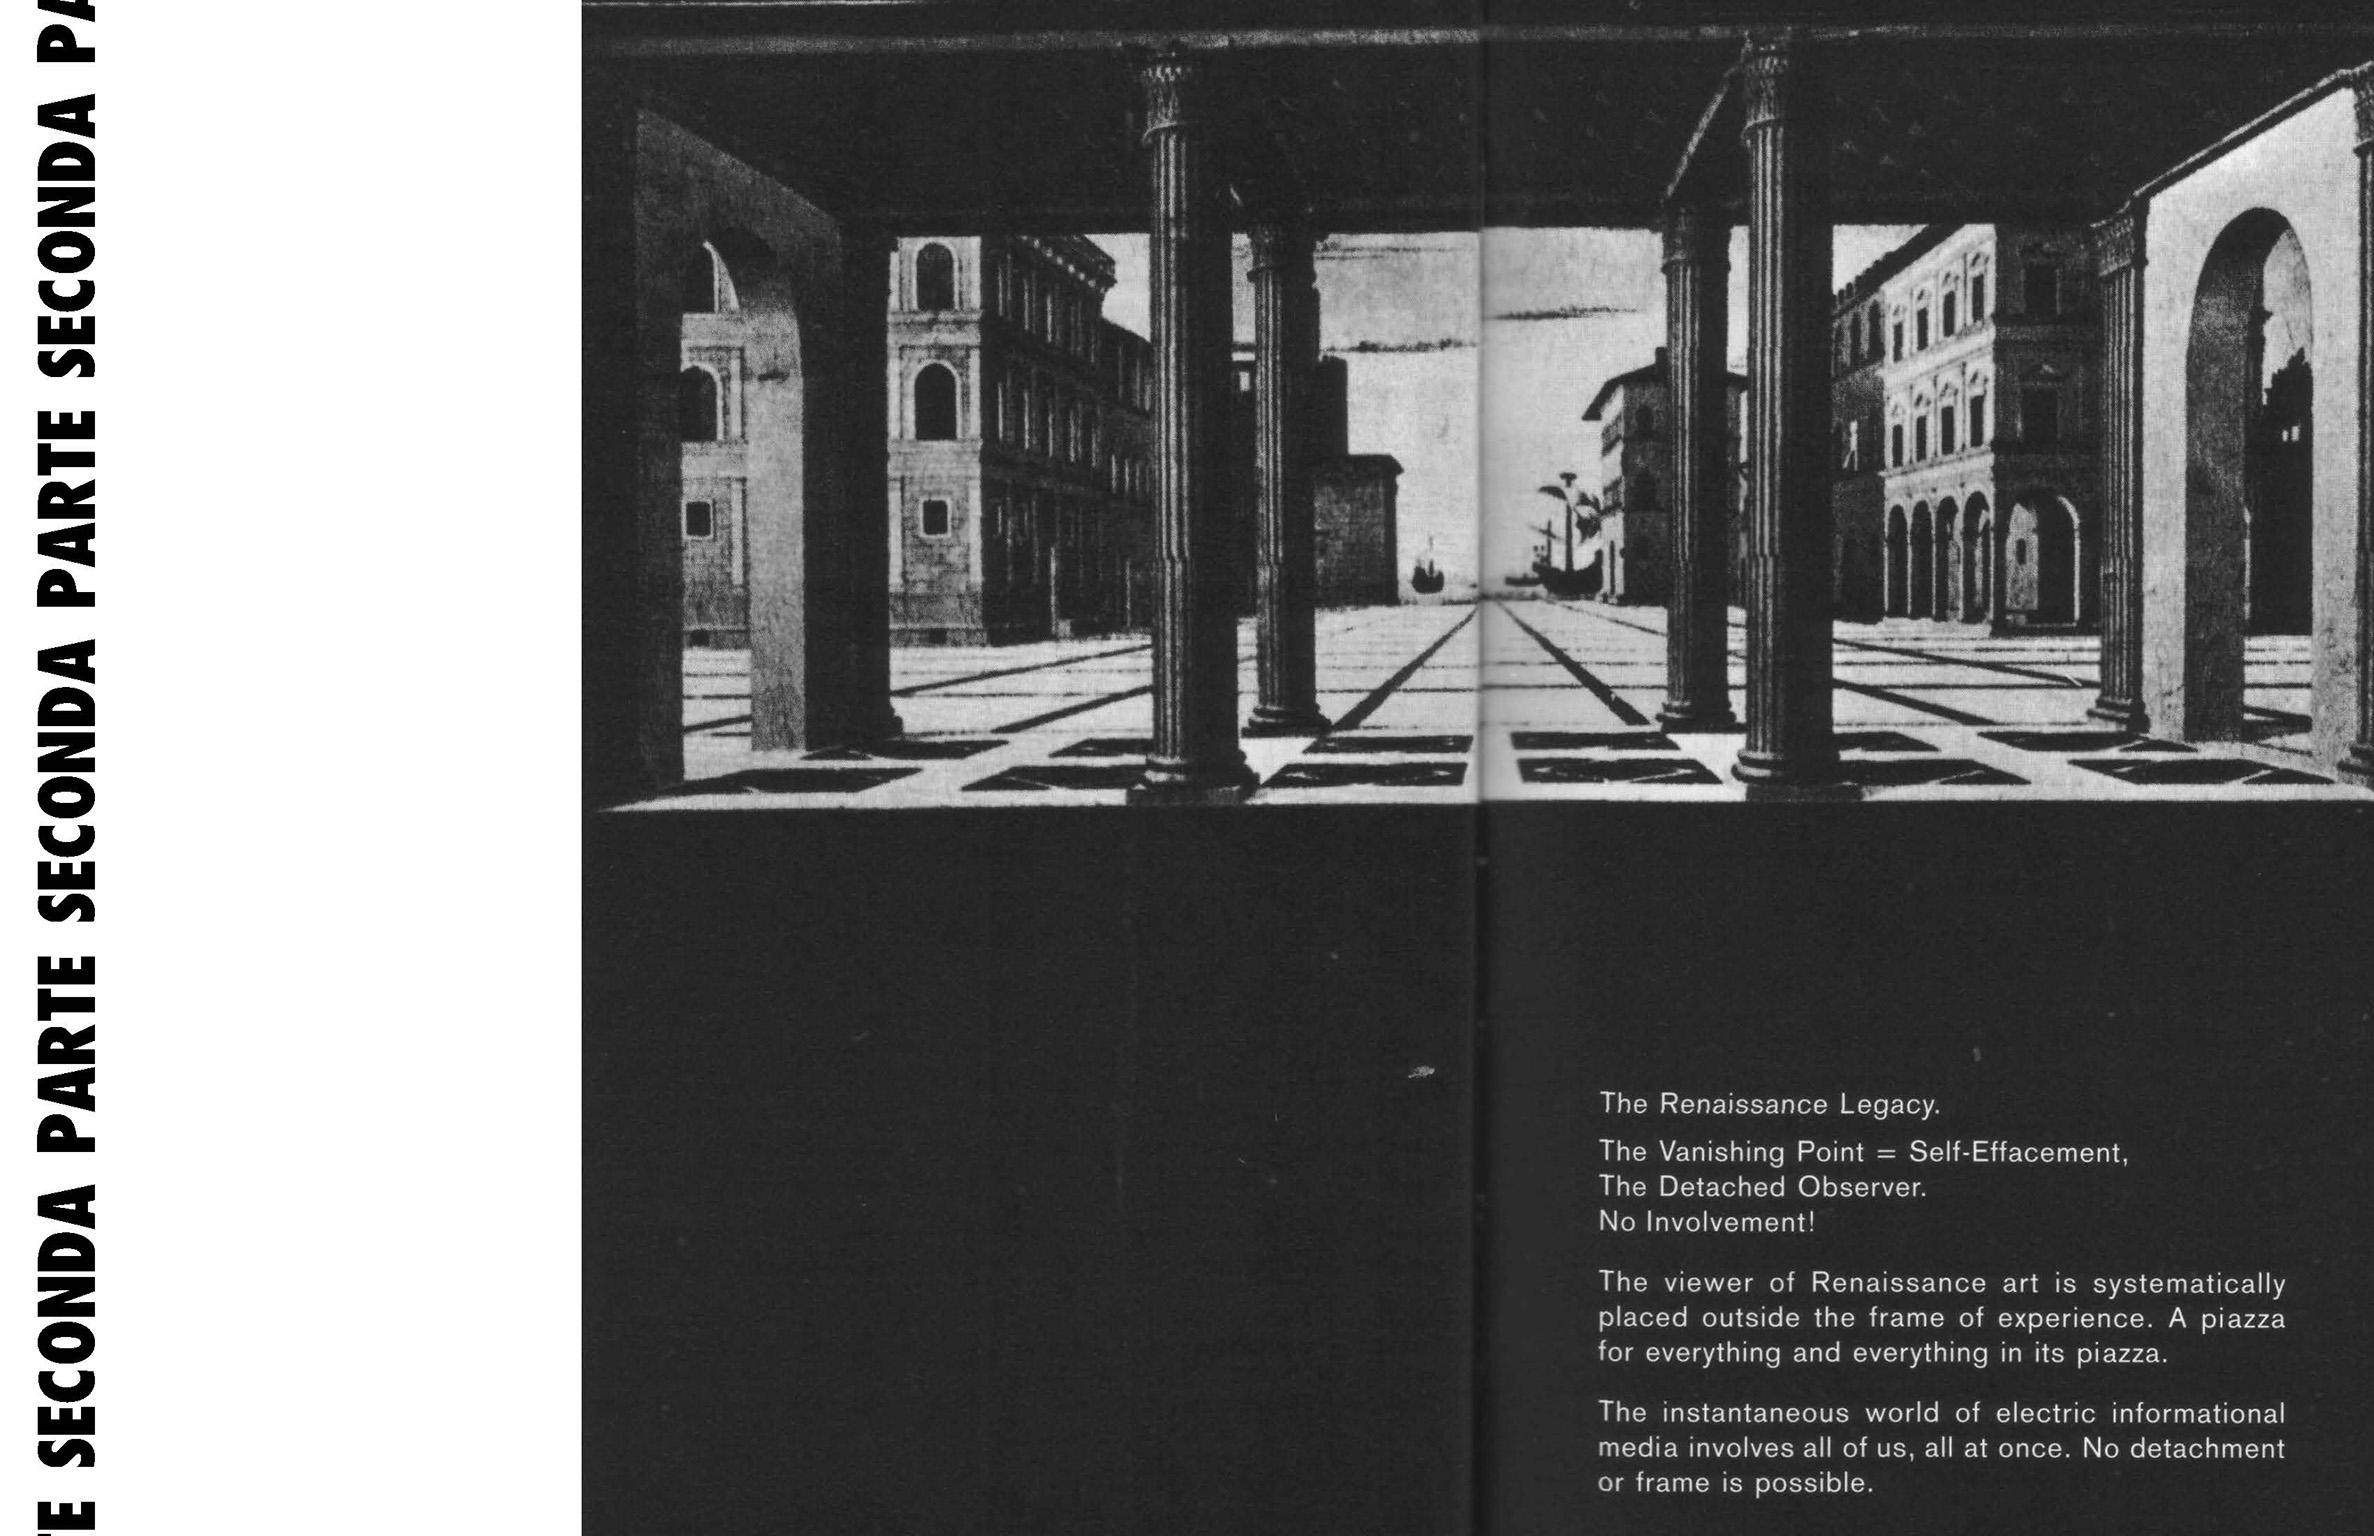 PARTE SECONDA PARTE SECONDA PARTE SECONDA
The Renaissance Legacy.
The Vanishing Point = Self-Effacement,
The Detached Observer.
No Involvement!
The viewer of Renaissance art is systematically
placed outside the frame of experience. A piazza
for everything and everything in its piazza.
The instantaneous world of electric informational
media involves all of us, all at once. No detachment
or frame is possible.